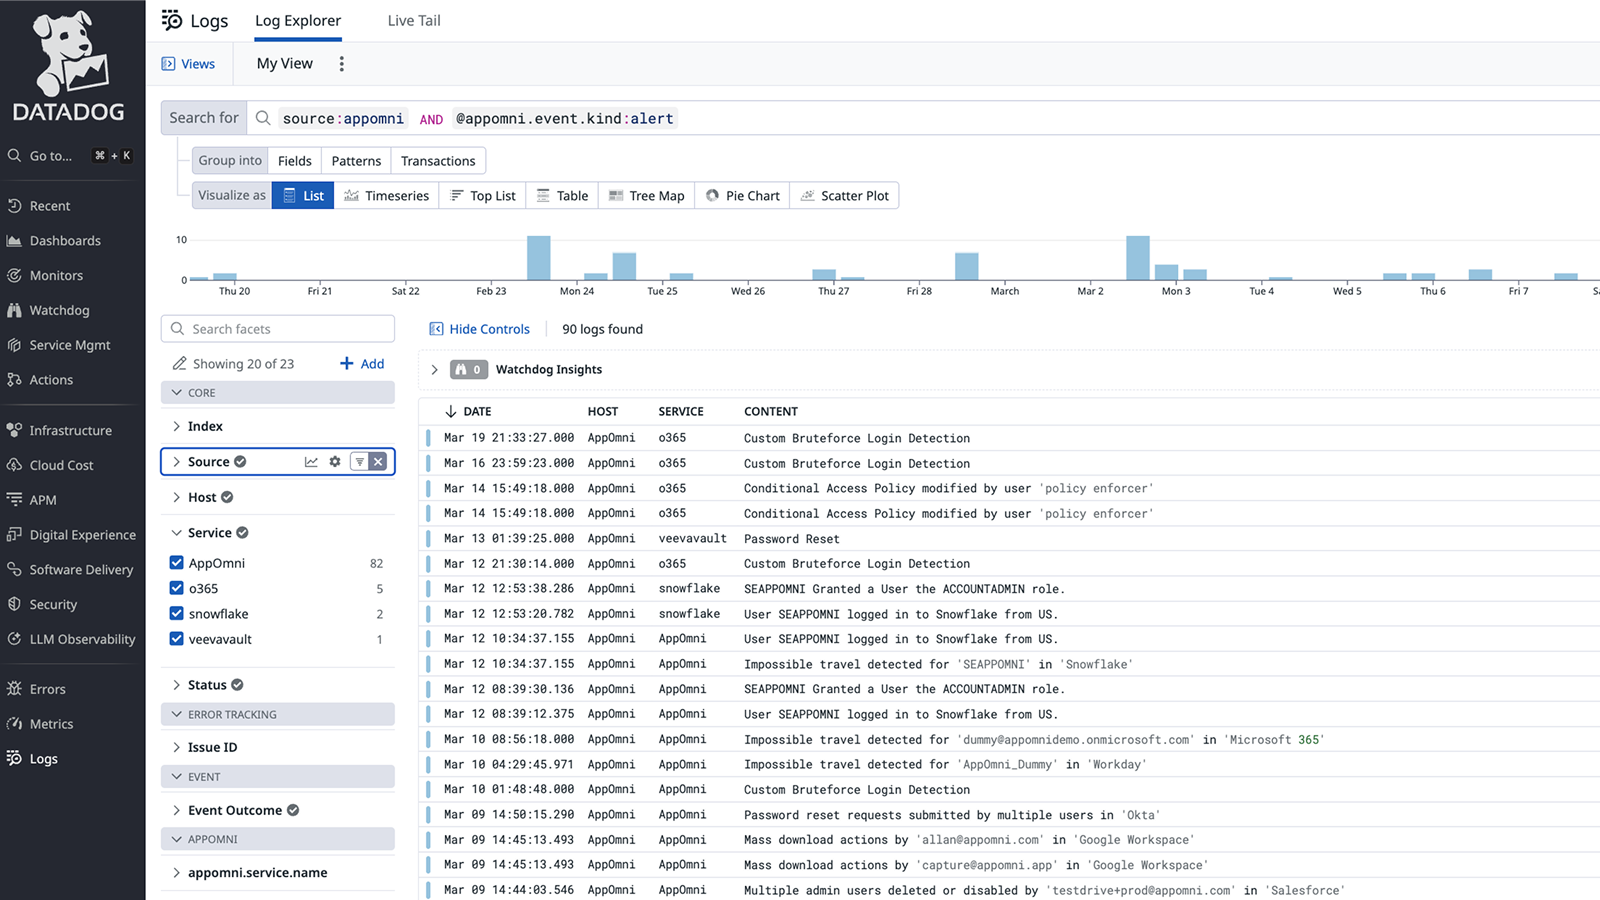 DATADOG
Go to... ⌘ + K
Recent
Dashboards
Monitors
Watchdog
Service Mgmt
Actions
Infrastructure
Cloud Cost
APM
Digital Experience
Software Delivery
Security
LLM Observability
Errors
Metrics
Logs
Logs Log Explorer Live Tail
Views My View
Search for source:appomni AND @appomni.event.kind:alert
Group into Fields Patterns Transactions
Visualize as List Timeseries Top List Table Tree Map Pie Chart Scatter Plot
10
0
Thu 20 Fri 21 Sat 22 Feb 23 Mon 24 Tue 25 Wed 26 Thu 27 Fri 28 March Mar 2 Mon 3 Tue 4 Wed 5 Thu 6 Fri 7 Sa
Search facets
Showing 20 of 23 Add
CORE
Index
Source
Host
Service
AppOmni 82
o365 5
snowflake 2
veevavault 1
Status
ERROR TRACKING
Issue ID
EVENT
Event Outcome
APPOMNI
appomni.service.name
Hide Controls 90 logs found
0 Watchdog Insights
DATE HOST SERVICE CONTENT
Mar 19 21:33:27.000 AppOmni o365 Custom Bruteforce Login Detection
Mar 16 23:59:23.000 AppOmni o365 Custom Bruteforce Login Detection
Mar 14 15:49:18.000 AppOmni o365 Conditional Access Policy modified by user 'policy enforcer'
Mar 14 15:49:18.000 AppOmni o365 Conditional Access Policy modified by user 'policy enforcer'
Mar 13 01:39:25.000 AppOmni veevavault Password Reset
Mar 12 21:30:14.000 AppOmni o365 Custom Bruteforce Login Detection
Mar 12 12:53:38.286 AppOmni snowflake SEAPPOMNI Granted a User the ACCOUNTADMIN role.
Mar 12 12:53:20.782 AppOmni snowflake User SEAPPOMNI logged in to Snowflake from US.
Mar 12 10:34:37.155 AppOmni AppOmni User SEAPPOMNI logged in to Snowflake from US.
Mar 12 10:34:37.155 AppOmni AppOmni Impossible travel detected for 'SEAPPOMNI' in 'Snowflake'
Mar 12 08:39:30.136 AppOmni AppOmni SEAPPOMNI Granted a User the ACCOUNTADMIN role.
Mar 12 08:39:12.375 AppOmni AppOmni User SEAPPOMNI logged in to Snowflake from US.
Mar 10 08:56:18.000 AppOmni AppOmni Impossible travel detected for 'dummy@appomnidemo.onmicrosoft.com' in 'Microsoft 365'
Mar 10 04:29:45.971 AppOmni AppOmni Impossible travel detected for 'AppOmni_Dummy' in 'Workday'
Mar 10 01:48:48.000 AppOmni AppOmni Custom Bruteforce Login Detection
Mar 09 14:50:15.290 AppOmni AppOmni Password reset requests submitted by multiple users in 'Okta'
Mar 09 14:45:13.493 AppOmni AppOmni Mass download actions by 'allan@appomni.com' in 'Google Workspace'
Mar 09 14:45:13.493 AppOmni AppOmni Mass download actions by 'capture@appomni.app' in 'Google Workspace'
Mar 09 14:44:03.546 AppOmni AppOmni Multiple admin users deleted or disabled by 'testdrive+prod@appomni.com' in 'Salesforce'